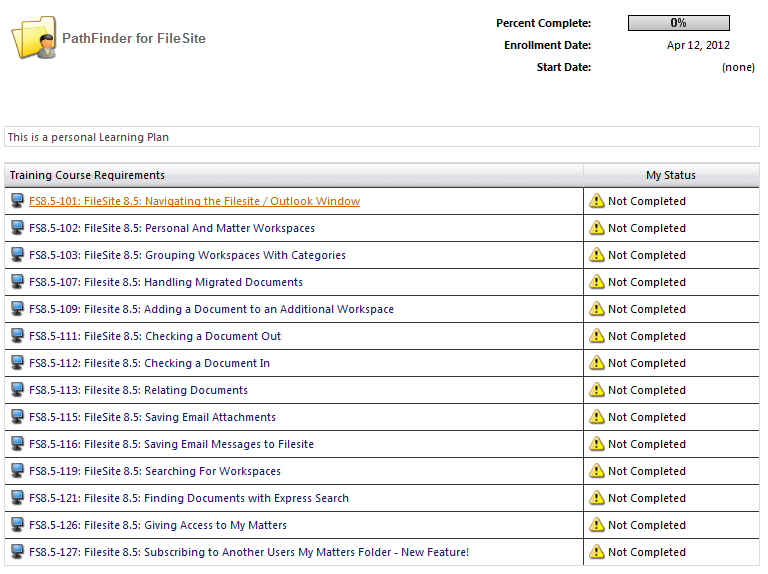 PathFinder for FileSite
Percent Complete: 0%
Enrollment Date: Apr 12, 2012
Start Date: (none)
This is a personal Learning Plan
Training Course Requirements My Status
FS8.5-101: FileSite 8.5: Navigating the Filesite / Outlook Window Not Completed
FS8.5-102: FileSite 8.5: Personal And Matter Workspaces Not Completed
FS8.5-103: FileSite 8.5: Grouping Workspaces With Categories Not Completed
FS8.5-107: Filesite 8.5: Handling Migrated Documents Not Completed
FS8.5-109: Filesite 8.5: Adding a Document to an Additional Workspace Not Completed
FS8.5-111: FileSite 8.5: Checking a Document Out Not Completed
FS8.5-112: Filesite 8.5: Checking a Document In Not Completed
FS8.5-113: Filesite 8.5: Relating Documents Not Completed
FS8.5-115: FileSite 8.5: Saving Email Attachments Not Completed
FS8.5-116: Filesite 8.5: Saving Email Messages to Filesite Not Completed
FS8.5-119: FileSite 8.5: Searching For Workspaces Not Completed
FS8.5-121: Filesite 8.5: Finding Documents with Express Search Not Completed
FS8.5-126: Filesite 8.5: Giving Access to My Matters Not Completed
FS8.5-127: Filesite 8.5: Subscribing to Another Users My Matters Folder - New Feature! Not Completed